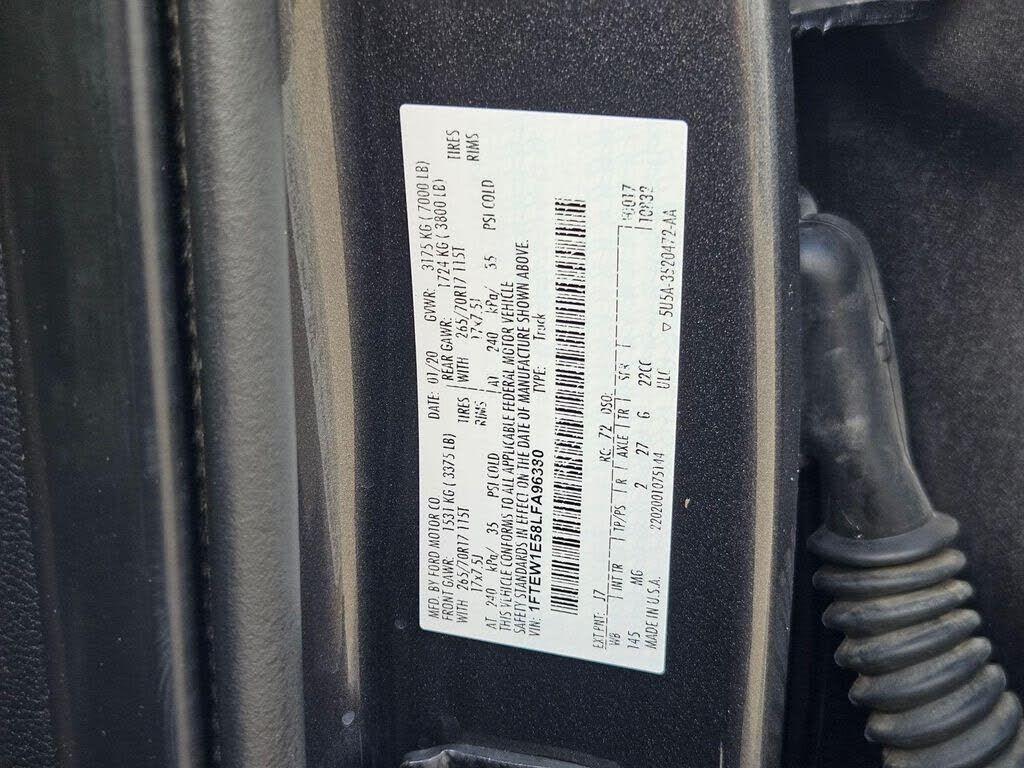 MFD. BY FORD MOTOR CO. DATE: 01/20 GVWR: 3175 KG ( 7000 LB)
FRONT GAWR: 1531 KG ( 3375 LB) REAR GAWR: 1724 KG ( 3800 LB)
WITH 265/70R17 115T TIRES WITH 265/70R17 115T TIRES
17x7.5J RIMS 17x7.5J RIMS
AT 240 kPa/ 35 PSI COLD AT 240 kPa/ 35 PSI COLD
THIS VEHICLE CONFORMS TO ALL APPLICABLE FEDERAL MOTOR VEHICLE
SAFETY STANDARDS IN EFFECT ON THE DATE OF MANUFACTURE SHOWN ABOVE.
VIN: 1FTEW1E58LFA96380 TYPE: Truck
EXT PNT: J7 RC: 72 DSO:
WB INT TR TP/PS R AXLE TR SPR
145 MG 2 27 6 22CC
MADE IN U.S.A. 2202001075144 ULC
▽ 5U5A-3520472-AA